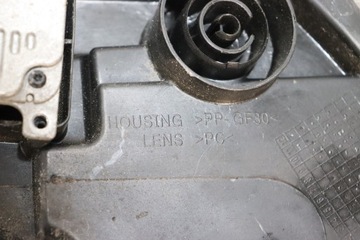 HOUSING >PP-GF30<
LENS >PC<